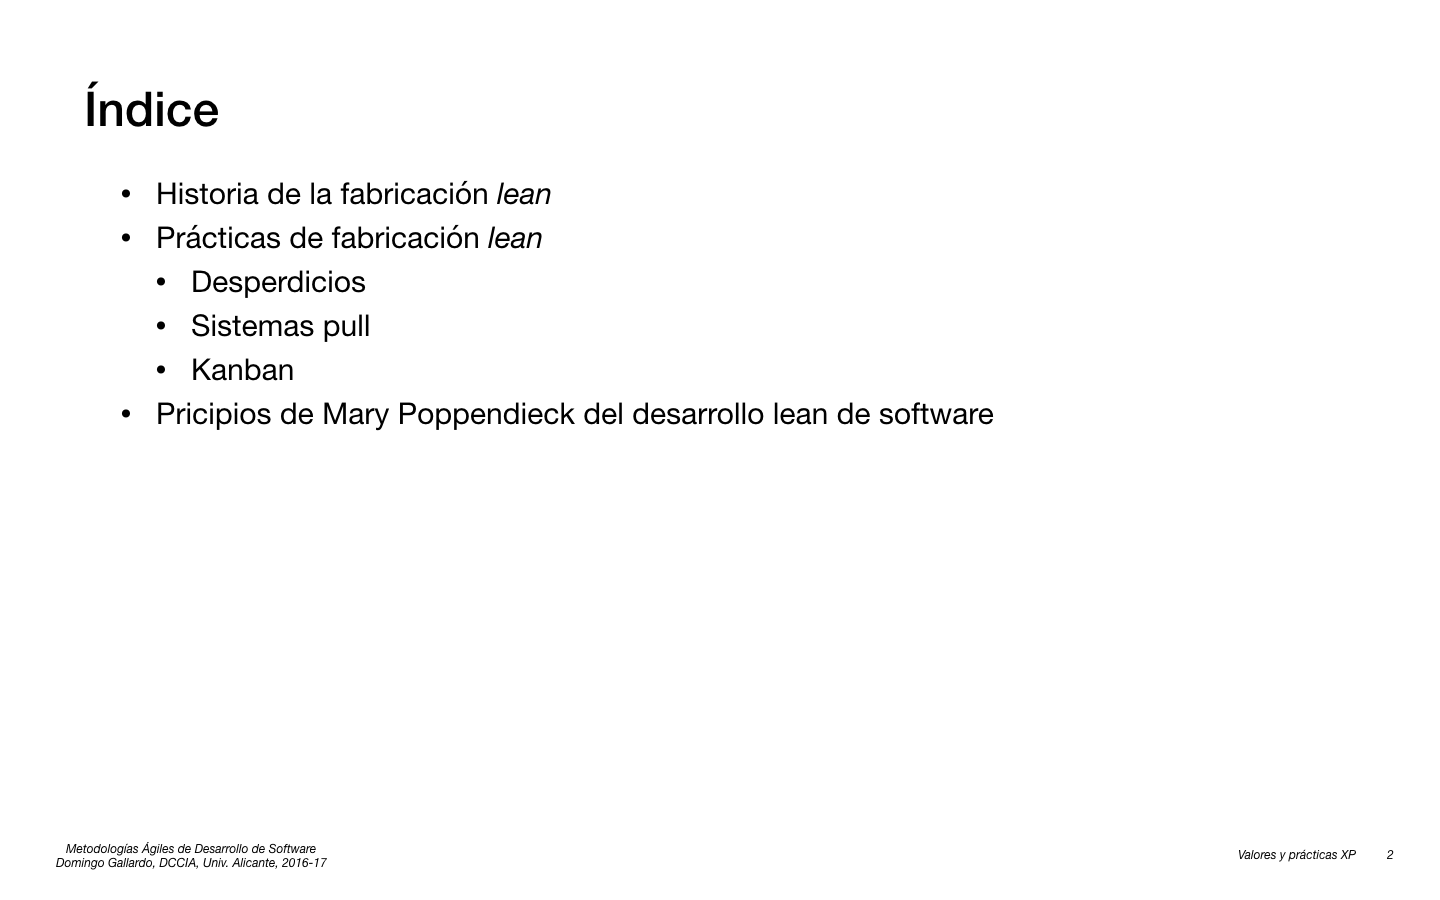 Índice
• Historia de la fabricación lean
• Prácticas de fabricación lean
• Desperdicios
• Sistemas pull
• Kanban
• Pricipios de Mary Poppendieck del desarrollo lean de software
Metodologías Ágiles de Desarrollo de Software
Domingo Gallardo, DCCIA, Univ. Alicante, 2016-17
Valores y prácticas XP 2